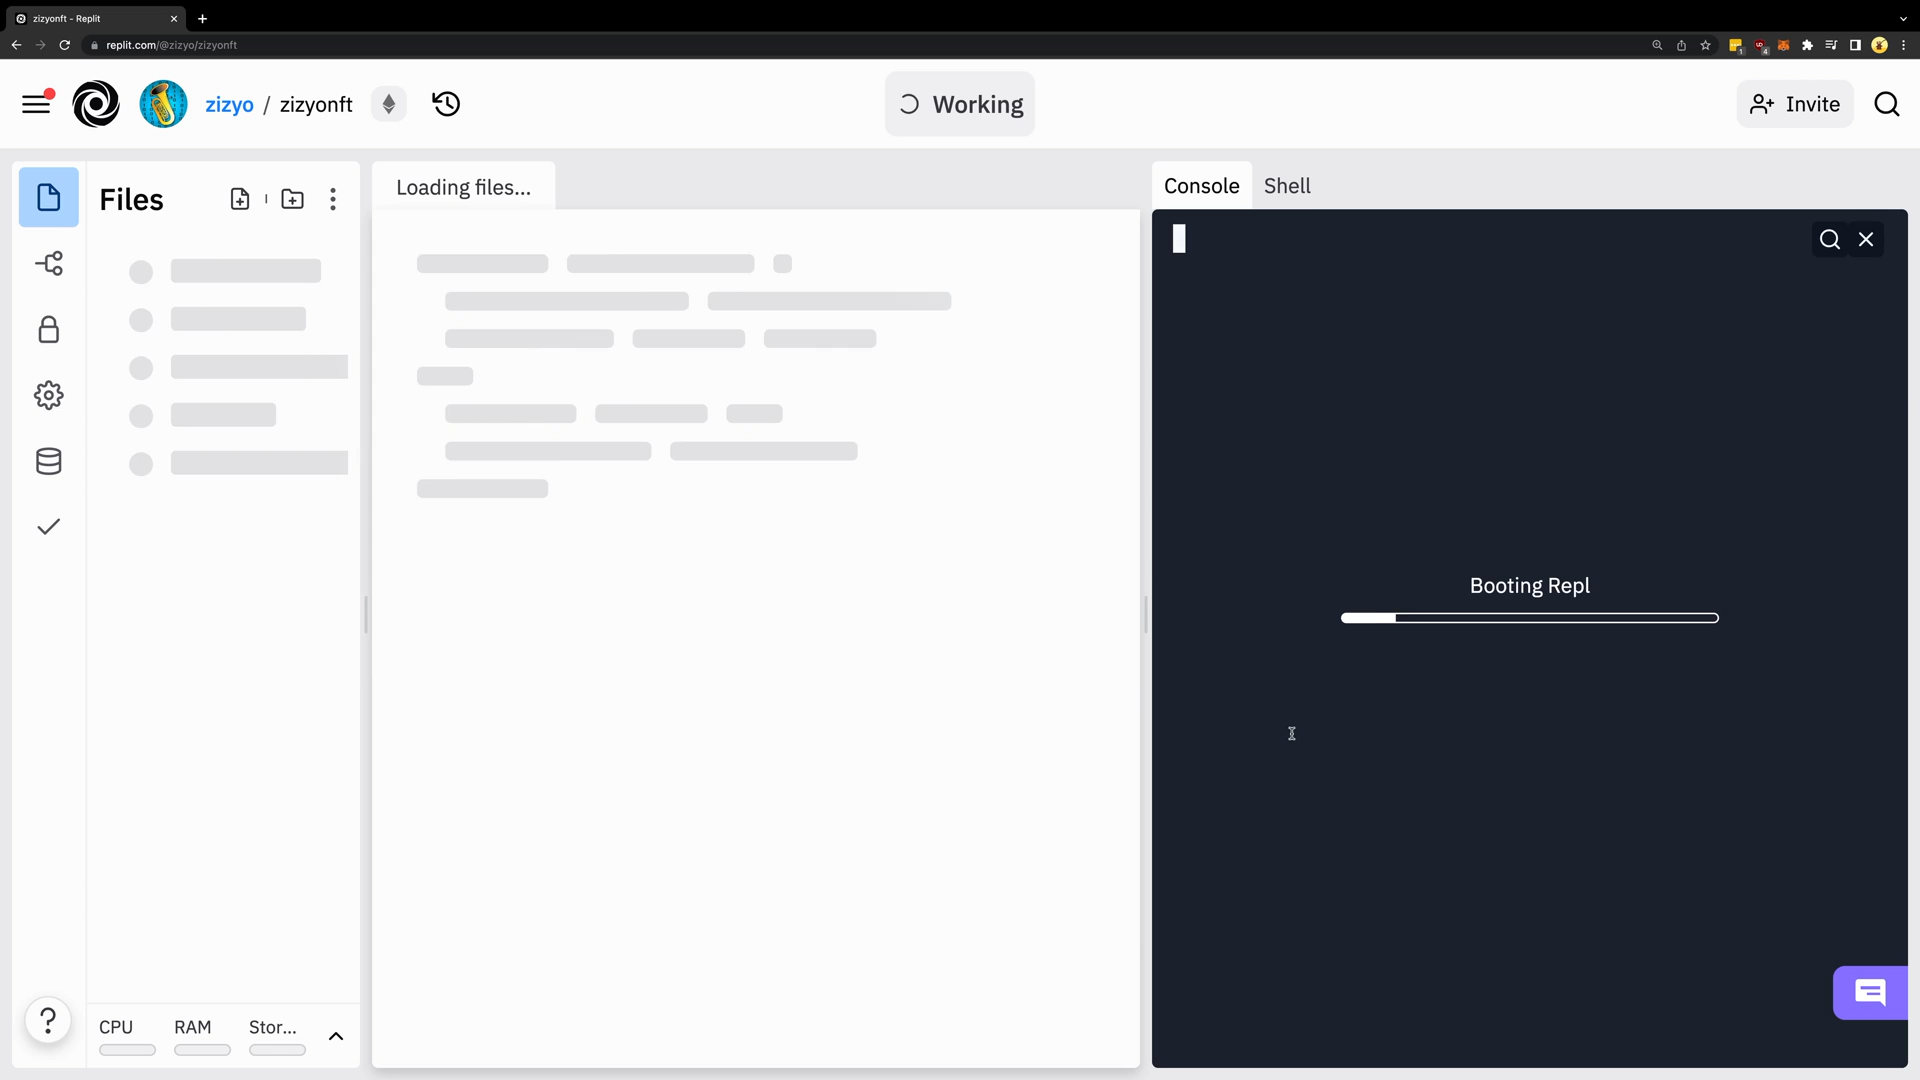 zizyonft - Replit
replit.com/@zizyo/zizyonft
zizyo / zizyonft
Working
Invite
Files
Loading files...
Console
Shell
Booting Repl
CPU
RAM
Stor...